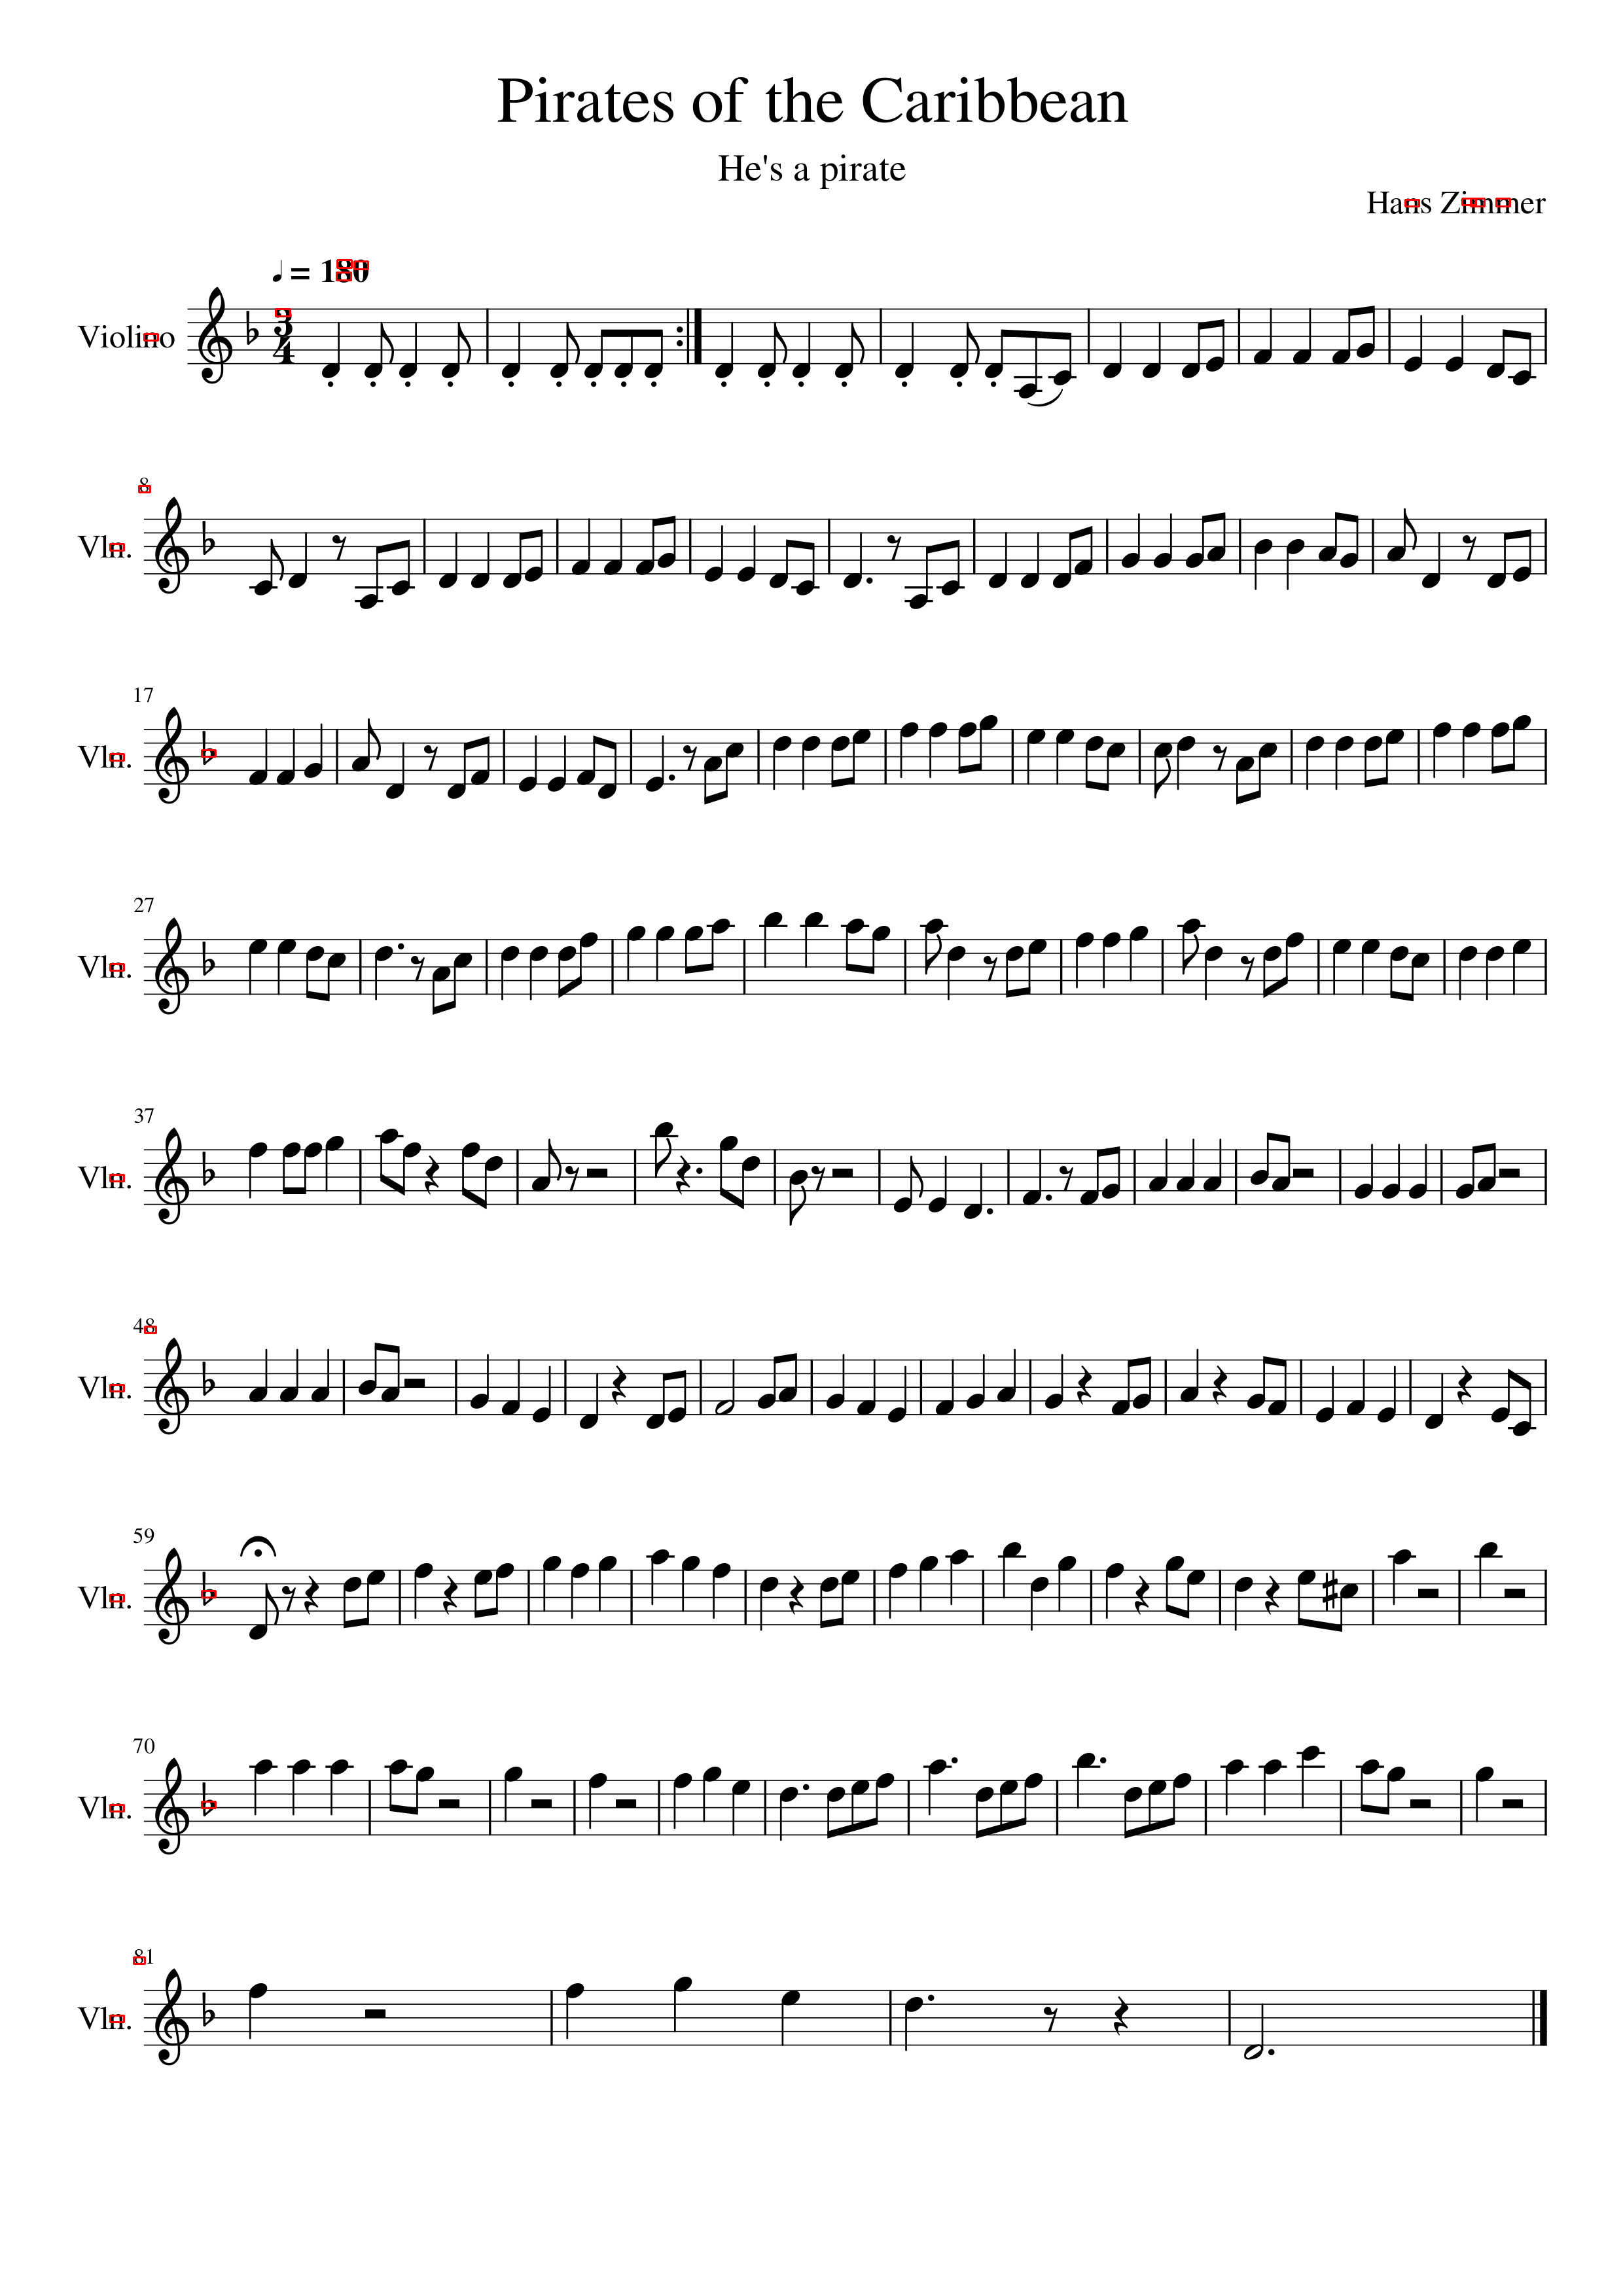 Pirates of the Caribbean
He's a pirate
Hans Zimmer
♩ = 180
Violino
3
4
8
Vln.
17
Vln.
27
Vln.
37
Vln.
48
Vln.
59
Vln.
70
Vln.
81
Vln.